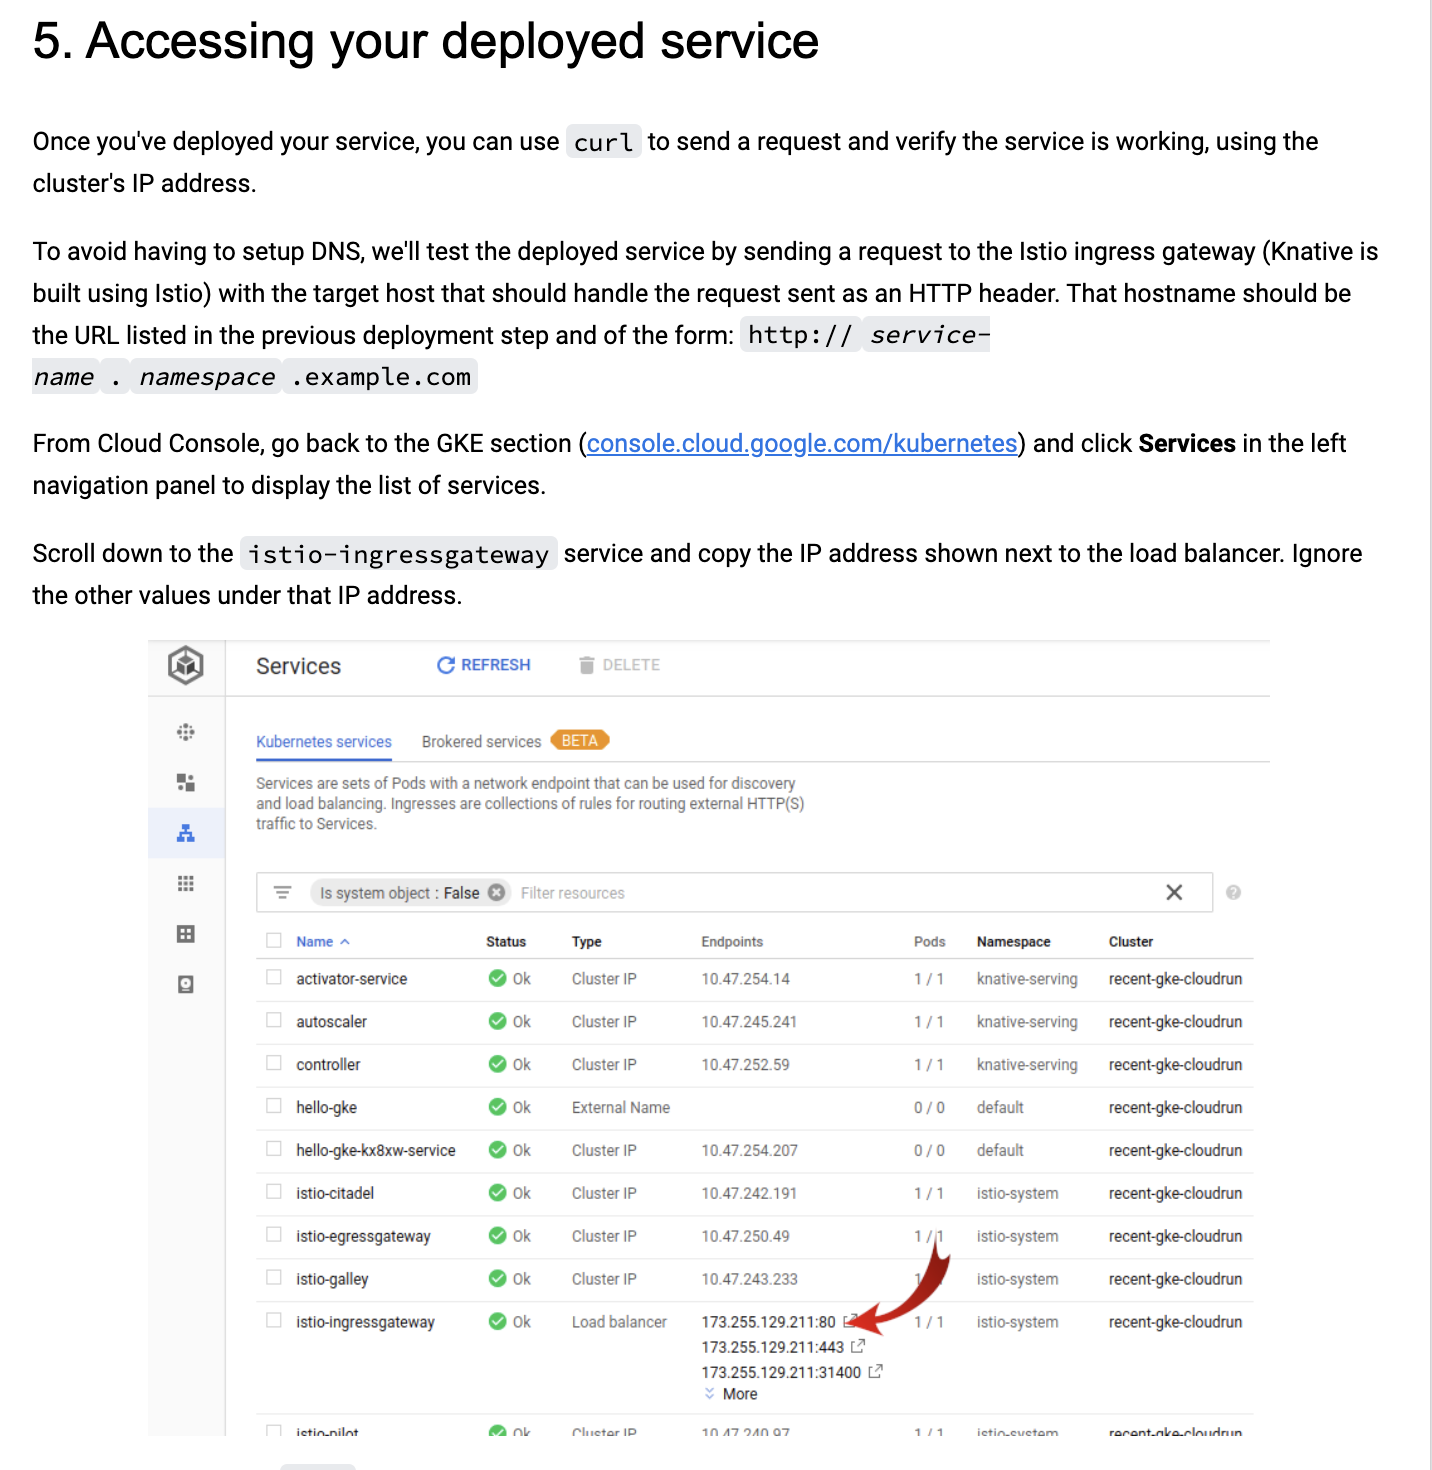 5. Accessing your deployed service
Once you've deployed your service, you can use curl to send a request and verify the service is working, using the
cluster's IP address.
To avoid having to setup DNS, we'll test the deployed service by sending a request to the Istio ingress gateway (Knative is
built using Istio) with the target host that should handle the request sent as an HTTP header. That hostname should be
the URL listed in the previous deployment step and of the form: http:// service-
name . namespace .example.com
From Cloud Console, go back to the GKE section (console.cloud.google.com/kubernetes) and click Services in the left
navigation panel to display the list of services.
Scroll down to the istio-ingressgateway service and copy the IP address shown next to the load balancer. Ignore
the other values under that IP address.
Services REFRESH DELETE
Kubernetes services Brokered services BETA
Services are sets of Pods with a network endpoint that can be used for discovery
and load balancing. Ingresses are collections of rules for routing external HTTP(S)
traffic to Services.
Is system object : False Filter resources
Name Status Type Endpoints Pods Namespace Cluster
activator-service Ok Cluster IP 10.47.254.14 1 / 1 knative-serving recent-gke-cloudrun
autoscaler Ok Cluster IP 10.47.245.241 1 / 1 knative-serving recent-gke-cloudrun
controller Ok Cluster IP 10.47.252.59 1 / 1 knative-serving recent-gke-cloudrun
hello-gke Ok External Name 0 / 0 default recent-gke-cloudrun
hello-gke-kx8xw-service Ok Cluster IP 10.47.254.207 0 / 0 default recent-gke-cloudrun
istio-citadel Ok Cluster IP 10.47.242.191 1 / 1 istio-system recent-gke-cloudrun
istio-egressgateway Ok Cluster IP 10.47.250.49 1 / 1 istio-system recent-gke-cloudrun
istio-galley Ok Cluster IP 10.47.243.233 istio-system recent-gke-cloudrun
istio-ingressgateway Ok Load balancer 173.255.129.211:80 1 / 1 istio-system recent-gke-cloudrun
173.255.129.211:443
173.255.129.211:31400
More
istio-pilot Ok Cluster IP 10.47.240.97 1 / 1 istio-system recent-gke-cloudrun